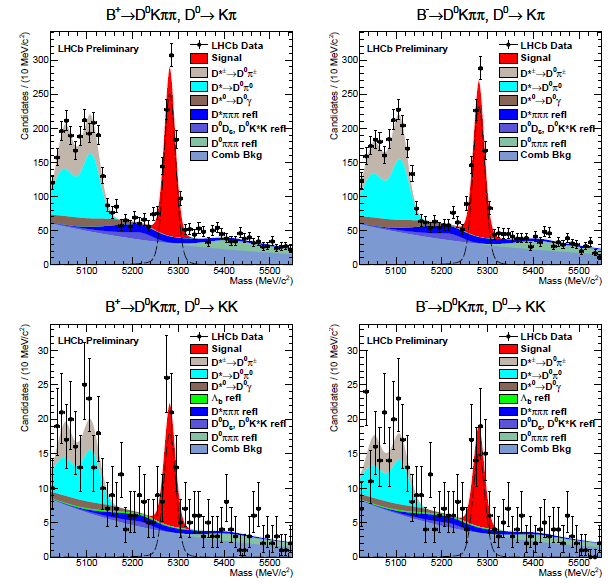 B⁺→D⁰Kππ, D⁰→ Kπ
Candidates / (10 MeV/c²)
LHCb Preliminary
LHCb Data
Signal
D*±→D⁰π±
D*→D⁰π⁰
D*⁰→D⁰γ
D*πππ refl
D⁰Dₛ, D⁰K*K refl
D⁰πππ refl
Comb Bkg
300
250
200
150
100
50
0
5100 5200 5300 5400 5500
Mass (MeV/c²)
B⁻→D⁰Kππ, D⁰→ Kπ
Candidates / (10 MeV/c²)
LHCb Preliminary
LHCb Data
Signal
D*±→D⁰π±
D*→D⁰π⁰
D*⁰→D⁰γ
D*πππ refl
D⁰Dₛ, D⁰K*K refl
D⁰πππ refl
Comb Bkg
300
250
200
150
100
50
0
5100 5200 5300 5400 5500
Mass (MeV/c²)
B⁺→D⁰Kππ, D⁰→ KK
Candidates / (10 MeV/c²)
LHCb Preliminary
LHCb Data
Signal
D*±→D⁰π±
D*→D⁰π⁰
D*⁰→D⁰γ
Λb refl
D*πππ refl
D⁰Dₛ, D⁰K*K refl
D⁰πππ refl
Comb Bkg
30
25
20
15
10
5
0
5100 5200 5300 5400 5500
Mass (MeV/c²)
B⁻→D⁰Kππ, D⁰→ KK
Candidates / (10 MeV/c²)
LHCb Preliminary
LHCb Data
Signal
D*±→D⁰π±
D*→D⁰π⁰
D*⁰→D⁰γ
Λb refl
D*πππ refl
D⁰Dₛ, D⁰K*K refl
D⁰πππ refl
Comb Bkg
30
25
20
15
10
5
0
5100 5200 5300 5400 5500
Mass (MeV/c²)